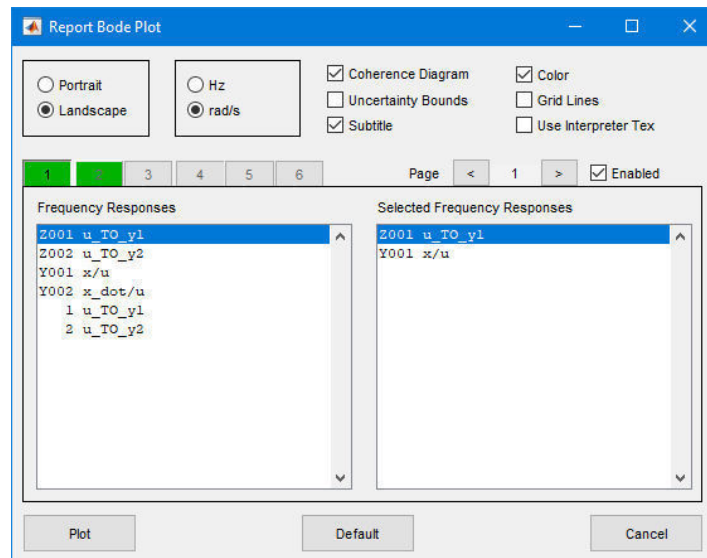 Report Bode Plot
Portrait
Landscape
Hz
rad/s
Coherence Diagram
Uncertainty Bounds
Subtitle
Color
Grid Lines
Use Interpreter Tex
1 2 3 4 5 6
Page < 1 > Enabled
Frequency Responses
Z001 u_TO_y1
Z002 u_TO_y2
Y001 x/u
Y002 x_dot/u
1 u_TO_y1
2 u_TO_y2
Selected Frequency Responses
Z001 u_TO_y1
Y001 x/u
Plot
Default
Cancel